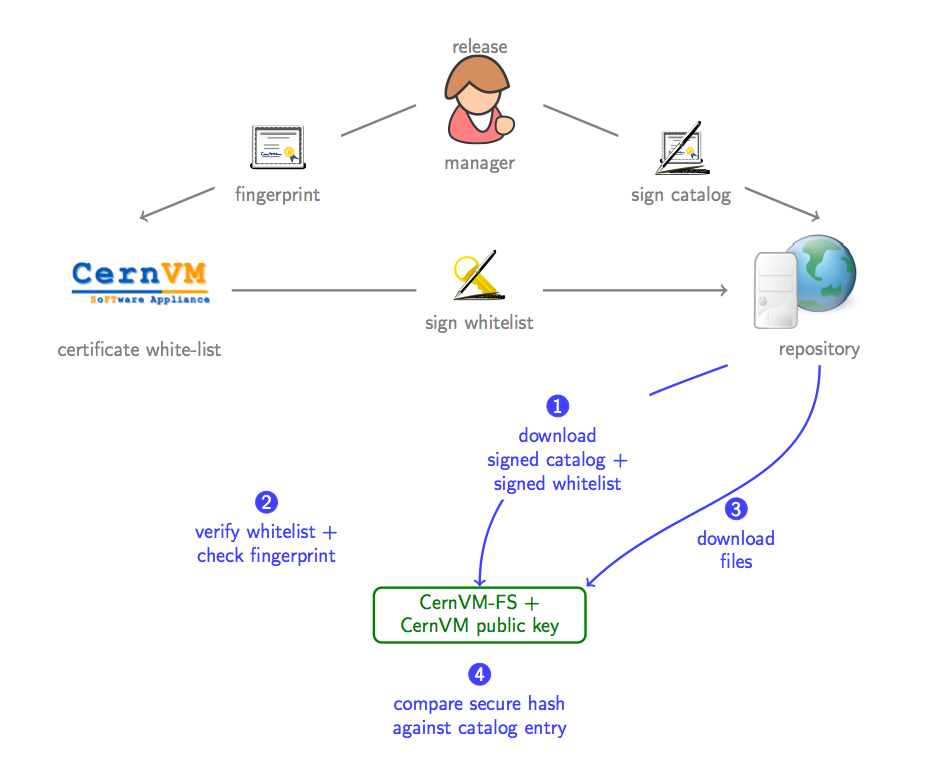 release
manager
fingerprint
sign catalog
CernVM
SoFTware Appliance
sign whitelist
certificate white-list
repository
1
download
signed catalog +
signed whitelist
2
verify whitelist +
check fingerprint
3
download
files
CernVM-FS +
CernVM public key
4
compare secure hash
against catalog entry